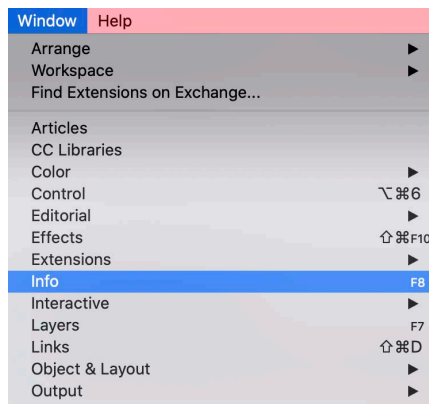 Window Help
Arrange ▶
Workspace ▶
Find Extensions on Exchange...
Articles
CC Libraries
Color ▶
Control ⌥⌘6
Editorial ▶
Effects ⇧⌘F10
Extensions ▶
Info F8
Interactive ▶
Layers F7
Links ⇧⌘D
Object & Layout ▶
Output ▶